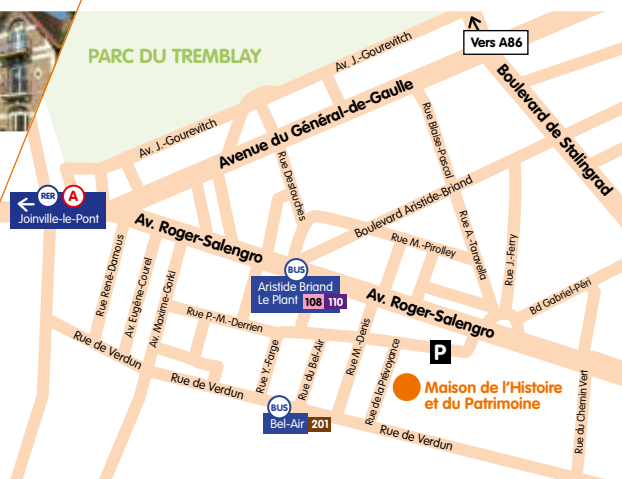 PARC DU TREMBLAY
Av. J.-Gourevitch
Vers A86
Boulevard de Stalingrad
Avenue du Général-de-Gaulle
Av. J.-Gourevitch
Rue Blaise-Pascal
Rue Destouches
Boulevard Aristide-Briand
RER A
Joinville-le-Pont
Av. Roger-Salengro
Rue M.-Pirolley
Rue A.-Taravella
Rue J.-Ferry
Rue René-Damous
Av. Eugène-Courel
Av. Maxime-Gorki
BUS
Aristide Briand
Le Plant 108 110
Av. Roger-Salengro
Bd Gabriel-Péri
Rue P.-M.-Derrien
Rue de Verdun
Rue Y.-Farge
Rue du Bel-Air
Rue M.-Denis
Rue de la Prévoyance
P
Maison de l'Histoire
et du Patrimoine
Rue de Verdun
BUS
Bel-Air 201
Rue de Verdun
Rue du Chemin Vert